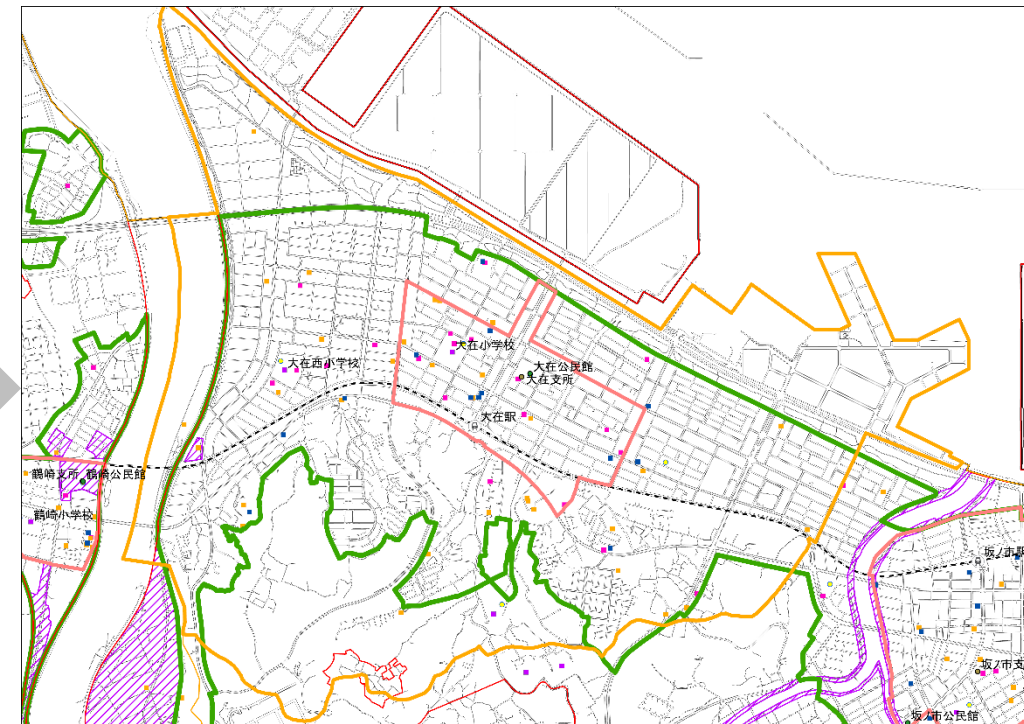 大在小学校
大在西小学校
大在公民館
大在支所
大在駅
鶴崎支所
鶴崎公民館
鶴崎小学校
坂ノ市駅
坂ノ市支
坂ノ市公民館